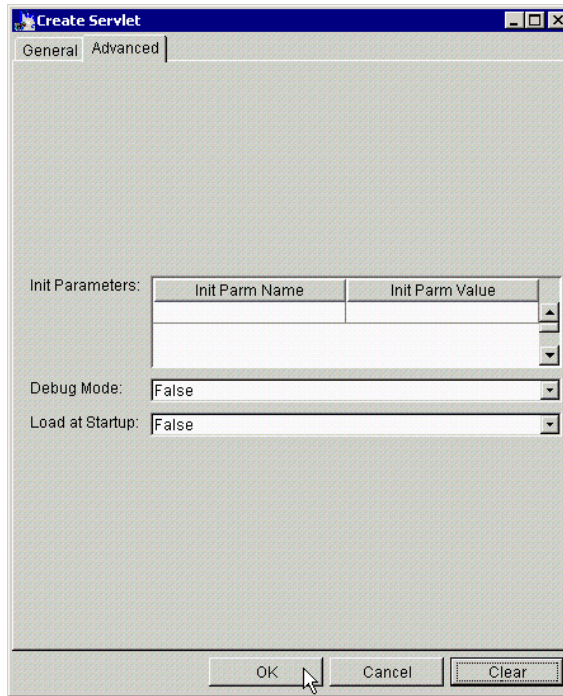 Create Servlet
General Advanced
Init Parameters:
Init Parm Name Init Parm Value
Debug Mode: False
Load at Startup: False
OK Cancel Clear